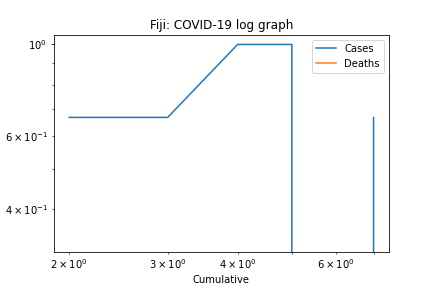 Fiji: COVID-19 log graph
10⁰
6 × 10⁻¹
4 × 10⁻¹
Cases
Deaths
2 × 10⁰ 3 × 10⁰ 4 × 10⁰ 6 × 10⁰
Cumulative